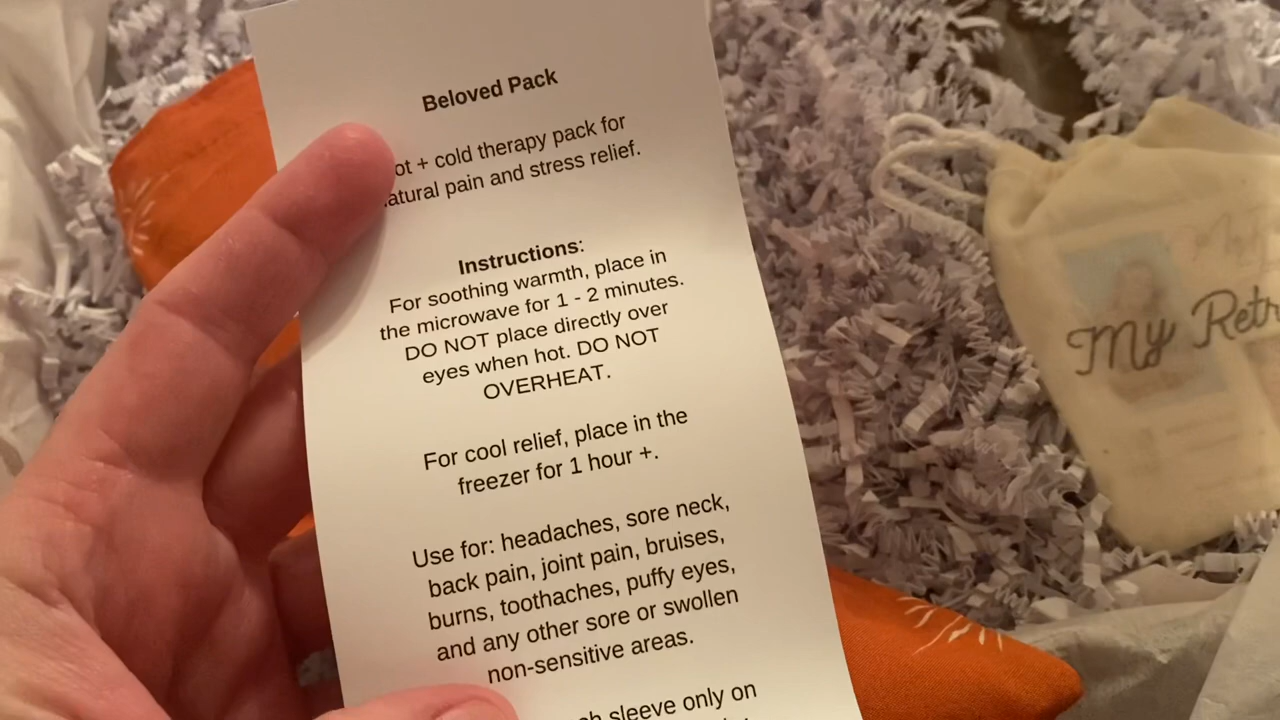 Beloved Pack
+ cold therapy pack for
pain and stress relief.
Instructions:
For soothing warmth, place in
the microwave for 1 - 2 minutes.
DO NOT place directly over
eyes when hot. DO NOT
OVERHEAT.
For cool relief, place in the
freezer for 1 hour +.
Use for: headaches, sore neck,
back pain, joint pain, bruises,
burns, toothaches, puffy eyes,
and any other sore or swollen
non-sensitive areas.
sleeve only on
My